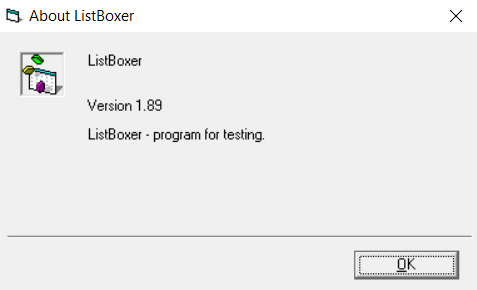 About ListBoxer
ListBoxer
Version 1.89
ListBoxer - program for testing.
OK